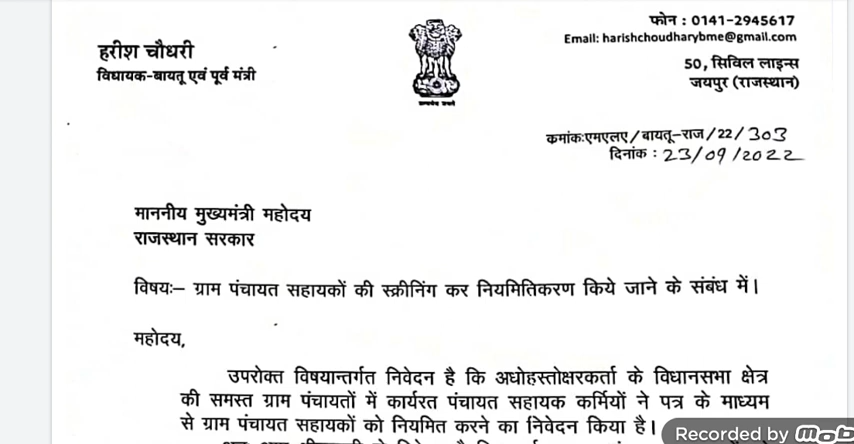 हरीश चौधरी
विधायक-बायतू एवं पूर्व मंत्री
सत्यमेव जयते
फोन : 0141-2945617
Email: harishchoudharybme@gmail.com
50, सिविल लाइन्स
जयपुर (राजस्थान)
कमांकःएमएलए/बायतू-राज/22/303
दिनांक : 23/09/2022
माननीय मुख्यमंत्री महोदय
राजस्थान सरकार
विषयः– ग्राम पंचायत सहायकों की स्क्रीनिंग कर नियमितिकरण किये जाने के संबंध में।
महोदय,
उपरोक्त विषयान्तर्गत निवेदन है कि अधोहस्तोक्षरकर्ता के विधानसभा क्षेत्र
की समस्त ग्राम पंचायतों में कार्यरत पंचायत सहायक कर्मियों ने पत्र के माध्यम
से ग्राम पंचायत सहायकों को नियमित करने का निवेदन किया है।
Recorded by mob